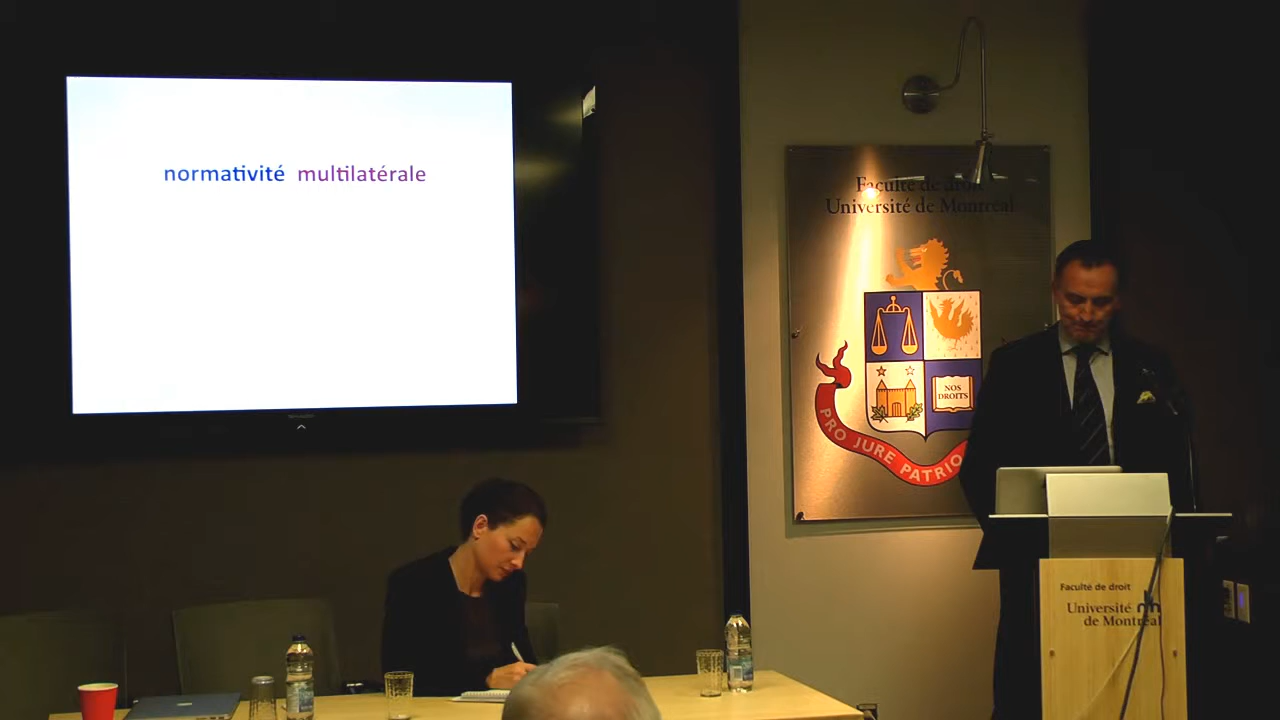 normativité multilatérale
Faculté de droit
Université de Montréal
NOS
DROITS
PRO JURE PATRIO
Faculté de droit
Université
de Montréal